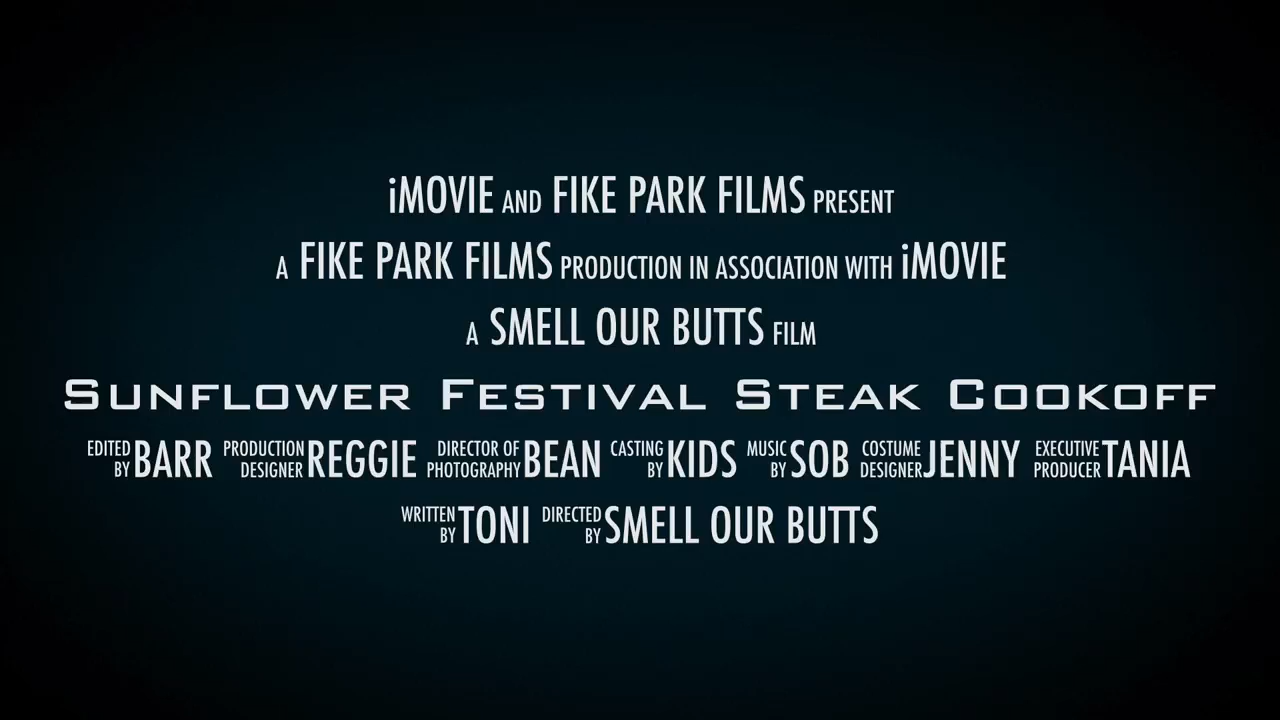 iMOVIE AND FIKE PARK FILMS PRESENT
A FIKE PARK FILMS PRODUCTION IN ASSOCIATION WITH iMOVIE
A SMELL OUR BUTTS FILM
SUNFLOWER FESTIVAL STEAK COOKOFF
EDITED BY BARR PRODUCTION DESIGNER REGGIE DIRECTOR OF PHOTOGRAPHY BEAN CASTING BY KIDS MUSIC BY SOB COSTUME DESIGNER JENNY EXECUTIVE PRODUCER TANIA
WRITTEN BY TONI DIRECTED BY SMELL OUR BUTTS